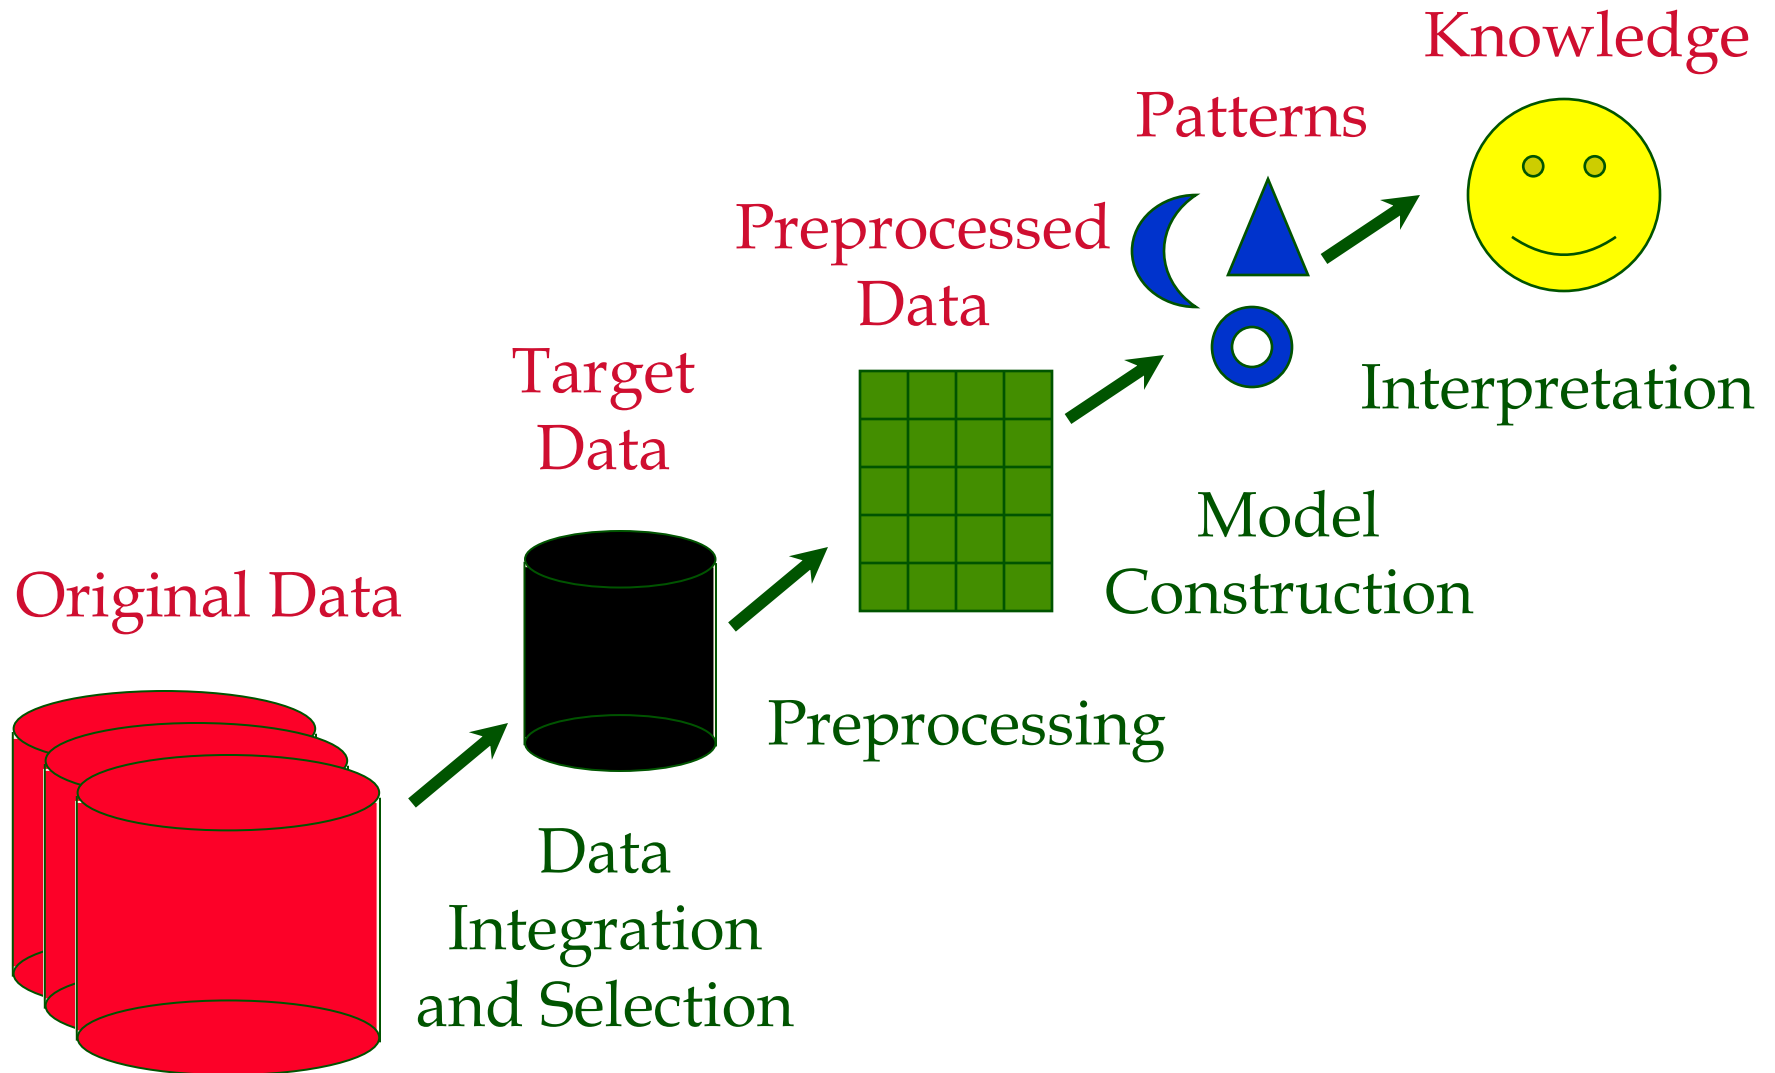 Knowledge
Patterns
Preprocessed
Data
Target
Data
Original Data
Interpretation
Model
Construction
Preprocessing
Data
Integration
and Selection